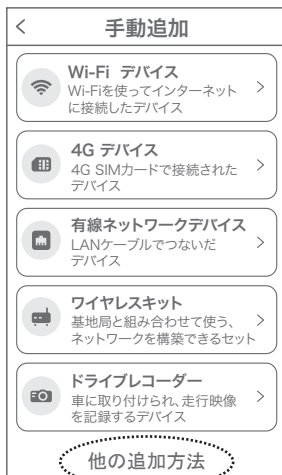 手動追加
Wi-Fi デバイス
Wi-Fiを使ってインターネット
に接続したデバイス
4G デバイス
4G SIMカードで接続された
デバイス
有線ネットワークデバイス
LANケーブルでつないだ
デバイス
ワイヤレスキット
基地局と組み合わせて使う、
ネットワークを構築できるセット
ドライブレコーダー
車に取り付けられ、走行映像
を記録するデバイス
他の追加方法